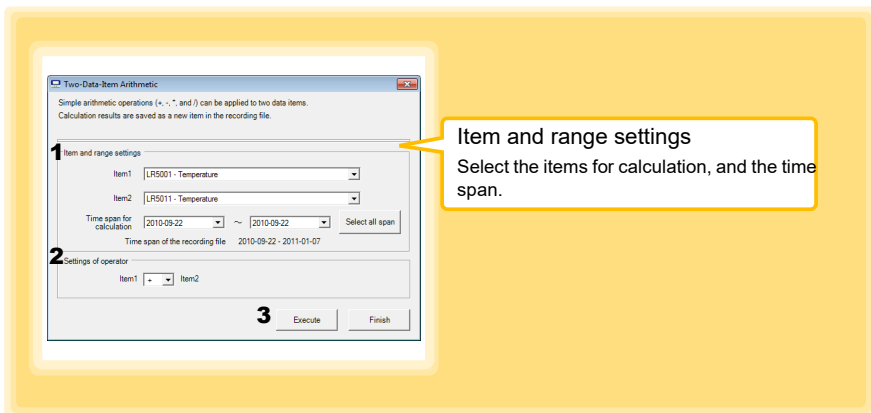 Two-Data-Item Arithmetic
Simple arithmetic operations (+, -, *, and /) can be applied to two data items.
Calculation results are saved as a new item in the recording file.
1
Item and range settings
Item1 LR5001 - Temperature
Item2 LR5011 - Temperature
Time span for
calculation 2010-09-22 ~ 2010-09-22 Select all span
Time span of the recording file 2010-09-22 - 2011-01-07
2
Settings of operator
Item1 + Item2
3 Execute Finish
Item and range settings
Select the items for calculation, and the time
span.